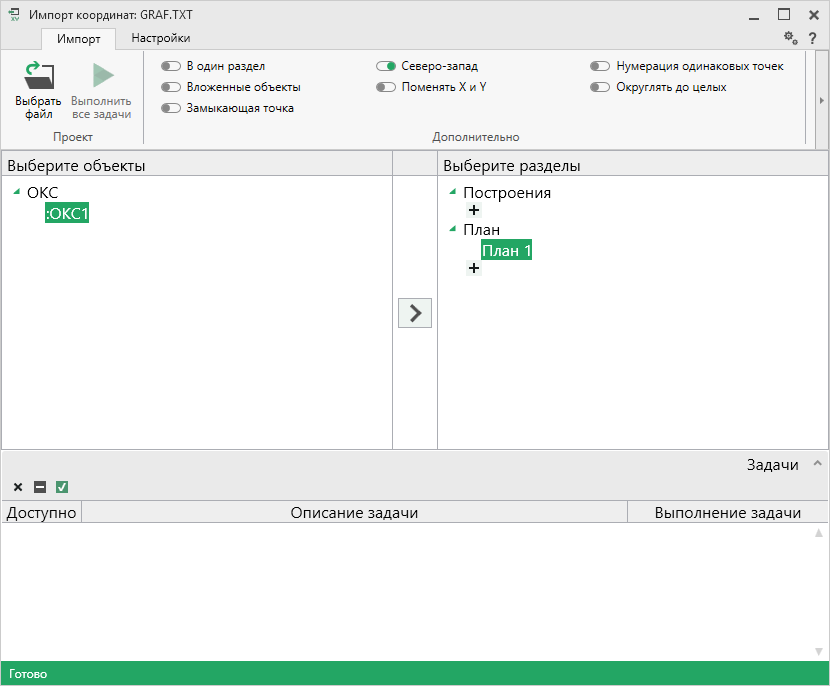 Импорт координат: GRAF.TXT
Импорт
Настройки
?
Выбрать
файл
Выполнить
все задачи
Проект
В один раздел
Вложенные объекты
Замыкающая точка
Северо-запад
Поменять X и Y
Нумерация одинаковых точек
Округлять до целых
Дополнительно
Выберите объекты
Выберите разделы
ОКС
:ОКС1
Построения
+
План
План 1
+
Задачи
Доступно
Описание задачи
Выполнение задачи
Готово